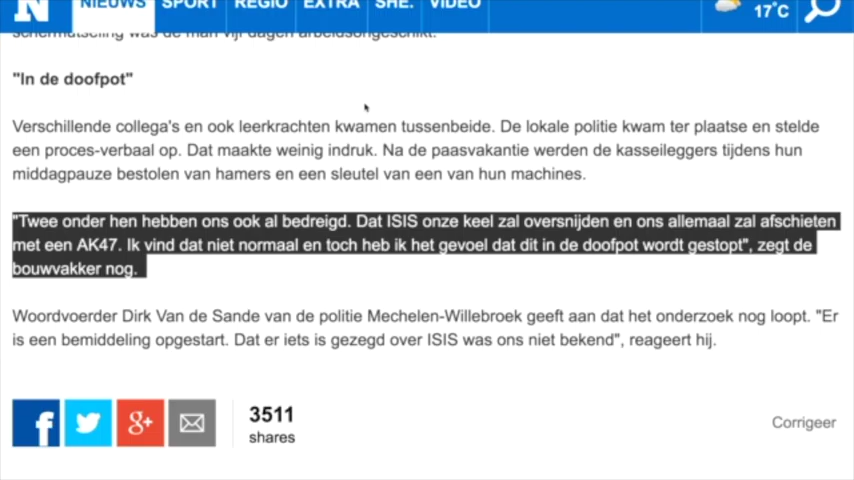 N NIEUWS SPORT REGIO EXTRA SHE. VIDEO 17°C
schermutseling was de man vijf dagen arbeidsongeschikt.
"In de doofpot"
Verschillende collega's en ook leerkrachten kwamen tussenbeide. De lokale politie kwam ter plaatse en stelde
een proces-verbaal op. Dat maakte weinig indruk. Na de paasvakantie werden de kasseileggers tijdens hun
middagpauze bestolen van hamers en een sleutel van een van hun machines.
"Twee onder hen hebben ons ook al bedreigd. Dat ISIS onze keel zal oversnijden en ons allemaal zal afschieten
met een AK47. Ik vind dat niet normaal en toch heb ik het gevoel dat dit in de doofpot wordt gestopt", zegt de
bouwvakker nog.
Woordvoerder Dirk Van de Sande van de politie Mechelen-Willebroek geeft aan dat het onderzoek nog loopt. "Er
is een bemiddeling opgestart. Dat er iets is gezegd over ISIS was ons niet bekend", reageert hij.
f g+ 3511
shares
Corrigeer